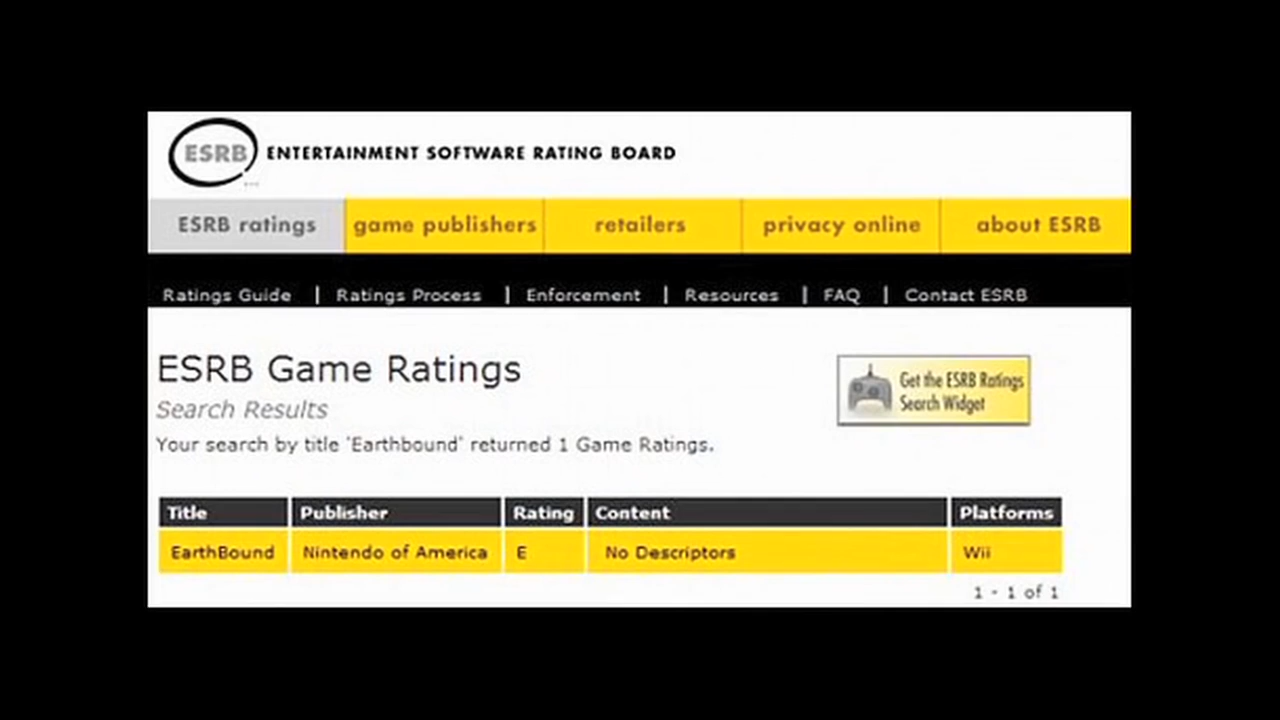 ESRB ENTERTAINMENT SOFTWARE RATING BOARD
ESRB ratings game publishers retailers privacy online about ESRB
Ratings Guide | Ratings Process | Enforcement | Resources | FAQ | Contact ESRB
ESRB Game Ratings
Search Results
Your search by title 'Earthbound' returned 1 Game Ratings.
Get the ESRB Ratings
Search Widget
Title Publisher Rating Content Platforms
EarthBound Nintendo of America E No Descriptors Wii
1 - 1 of 1